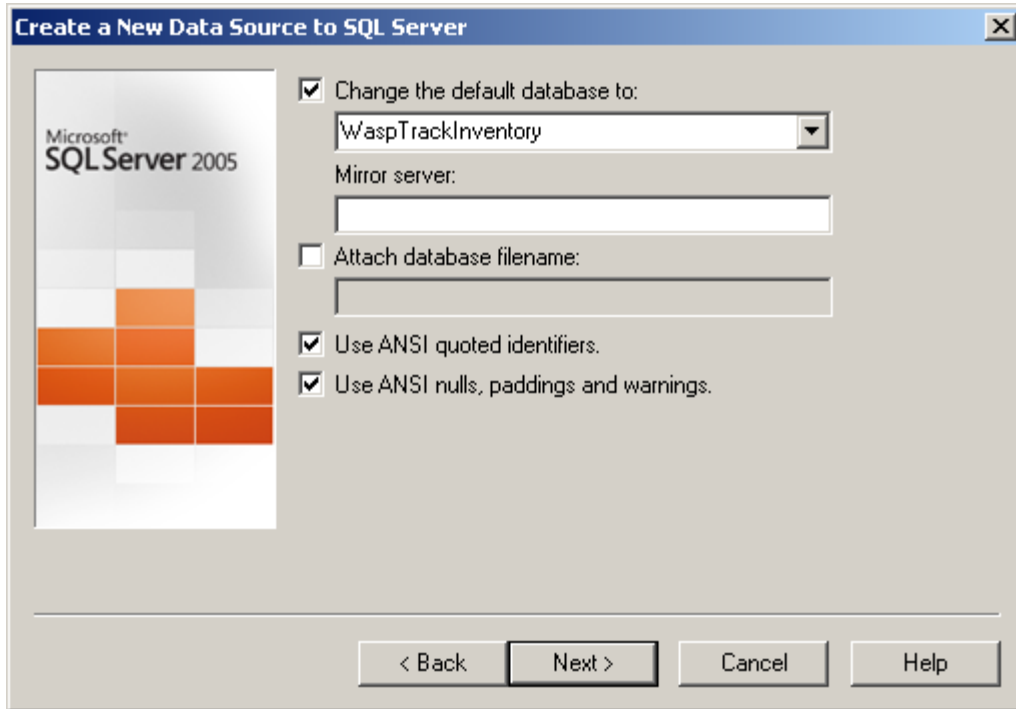 Create a New Data Source to SQL Server
Microsoft
SQL Server 2005
Change the default database to:
WaspTrackInventory
Mirror server:
Attach database filename:
Use ANSI quoted identifiers.
Use ANSI nulls, paddings and warnings.
< Back
Next >
Cancel
Help